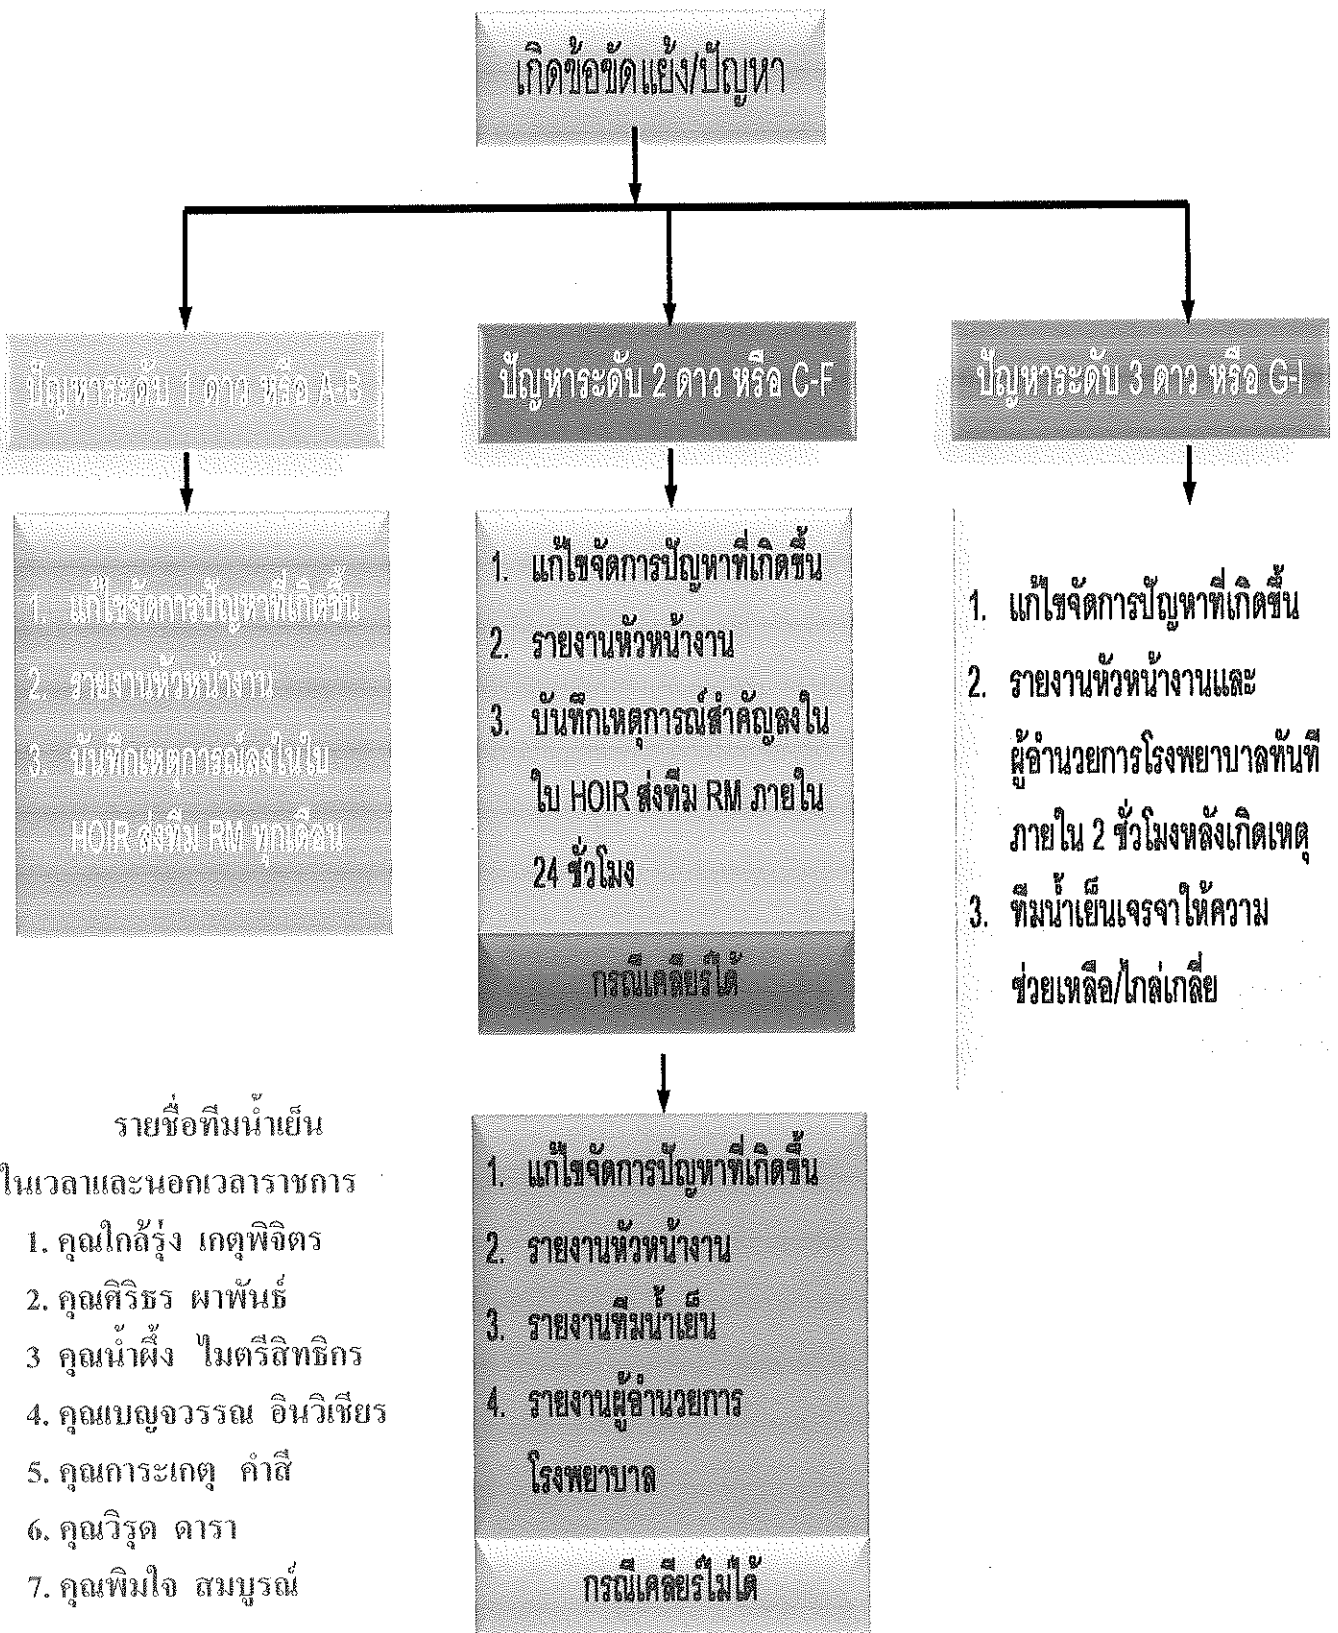 เกิดข้อขัดแย้ง/ปัญหา
ปัญหาระดับ 1 ดาว หรือ A-B
ปัญหาระดับ 2 ดาว หรือ C-F
ปัญหาระดับ 3 ดาว หรือ G-I
1. แก้ไขจัดการปัญหาที่เกิดขึ้น
2. รายงานหัวหน้างาน
3. บันทึกเหตุการณ์ลงในใบ
HOIR ส่งทีม RM ทุกเดือน
1. แก้ไขจัดการปัญหาที่เกิดขึ้น
2. รายงานหัวหน้างาน
3. บันทึกเหตุการณ์สำคัญลงใน
ใบ HOIR ส่งทีม RM ภายใน
24 ชั่วโมง
กรณีเคลียร์ได้
1. แก้ไขจัดการปัญหาที่เกิดขึ้น
2. รายงานหัวหน้างานและ
ผู้อำนวยการโรงพยาบาลทันที
ภายใน 2 ชั่วโมงหลังเกิดเหตุ
3. ทีมน้ำเย็นเจรจาให้ความ
ช่วยเหลือ/ไกล่เกลี่ย
1. แก้ไขจัดการปัญหาที่เกิดขึ้น
2. รายงานหัวหน้างาน
3. รายงานทีมน้ำเย็น
4. รายงานผู้อำนวยการ
โรงพยาบาล
กรณีเคลียร์ไม่ได้
รายชื่อทีมน้ำเย็น
ในเวลาและนอกเวลาราชการ
1. คุณใกล้รุ่ง เกตุพิจิตร
2. คุณศิริธร ผาพันธ์
3 คุณน้ำผึ้ง ไมตรีสิทธิกร
4. คุณเบญจวรรณ อินวิเชียร
5. คุณการะเกตุ คำสี
6. คุณวิรุด ดารา
7. คุณพิมใจ สมบูรณ์